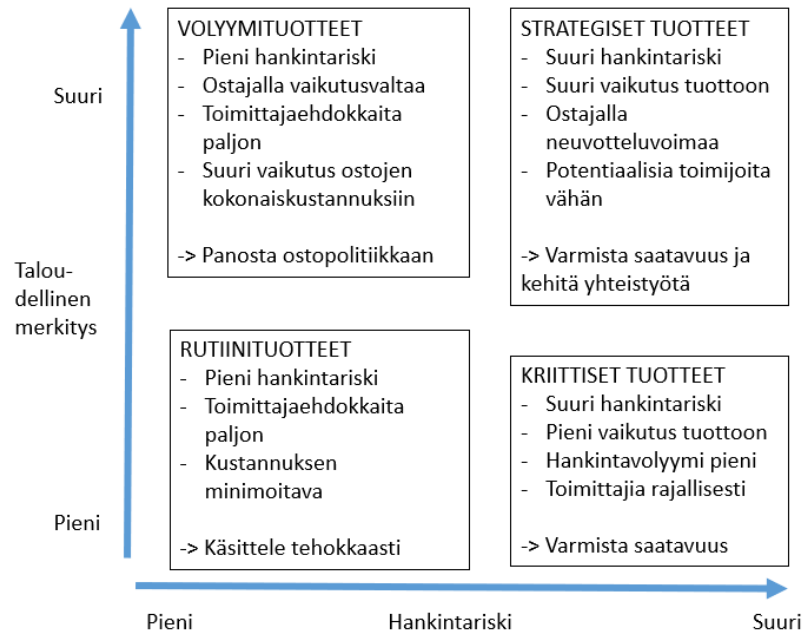 VOLYYMITUOTTEET
- Pieni hankintariski
- Ostajalla vaikutusvaltaa
- Toimittajaehdokkaita
paljon
- Suuri vaikutus ostojen
kokonaiskustannuksiin
-> Panosta ostopolitiikkaan
STRATEGISET TUOTTEET
- Suuri hankintariski
- Suuri vaikutus tuottoon
- Ostajalla
neuvotteluvoimaa
- Potentiaalisia toimijoita
vähän
-> Varmista saatavuus ja
kehitä yhteistyötä
Suuri
Talou-
dellinen
merkitys
Pieni
RUTIINITUOTTEET
- Pieni hankintariski
- Toimittajaehdokkaita
paljon
- Kustannuksen
minimoitava
-> Käsittele tehokkaasti
KRIITTISET TUOTTEET
- Suuri hankintariski
- Pieni vaikutus tuottoon
- Hankintavolyymi pieni
- Toimittajia rajallisesti
-> Varmista saatavuus
Pieni
Hankintariski
Suuri